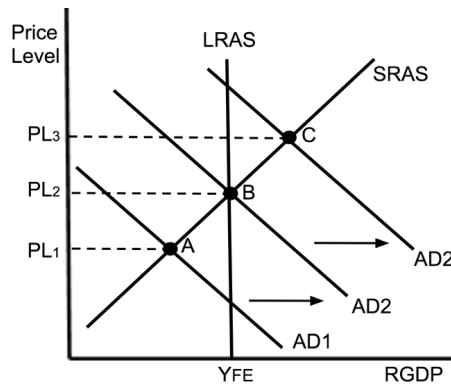 Price
Level
LRAS
SRAS
PL3
C
PL2
B
PL1
A
AD2
AD2
AD1
YFE
RGDP